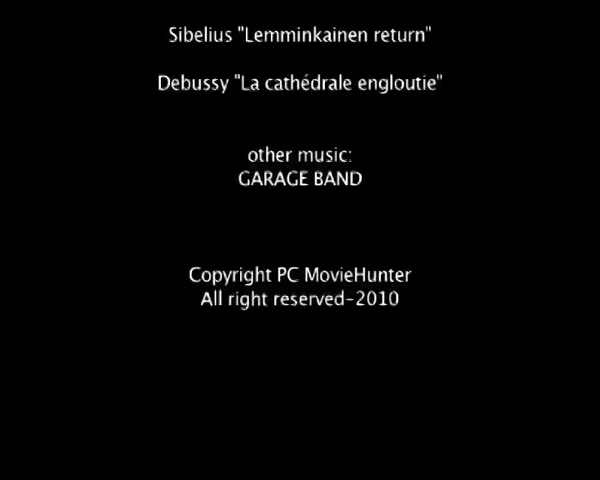 Sibelius "Lemminkainen return"
Debussy "La cathédrale engloutie"
other music:
GARAGE BAND
Copyright PC MovieHunter
All right reserved-2010